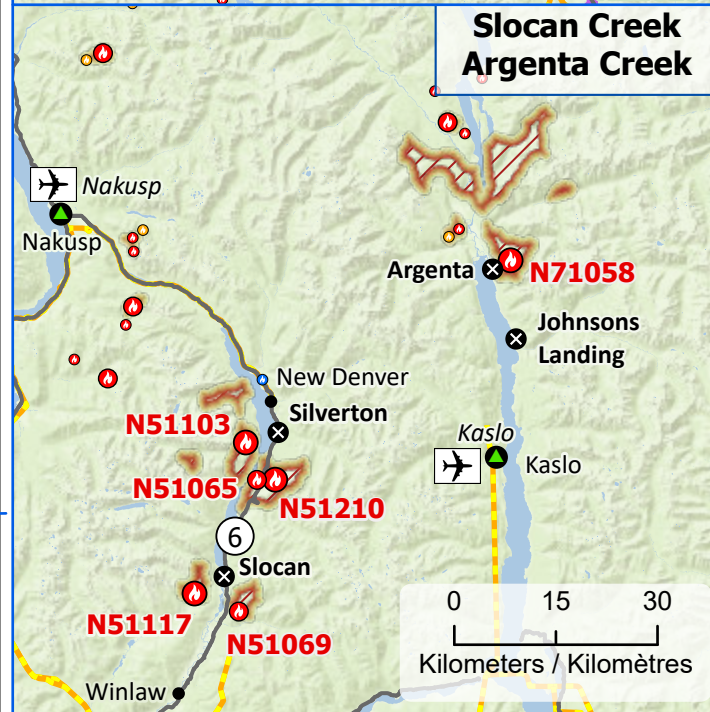 Slocan Creek
Argenta Creek
Nakusp
Nakusp
Argenta
N71058
Johnsons
Landing
New Denver
N51103
Silverton
Kaslo
Kaslo
N51065
N51210
6
Slocan
N51117
N51069
0 15 30
Kilometers / Kilomètres
Winlaw